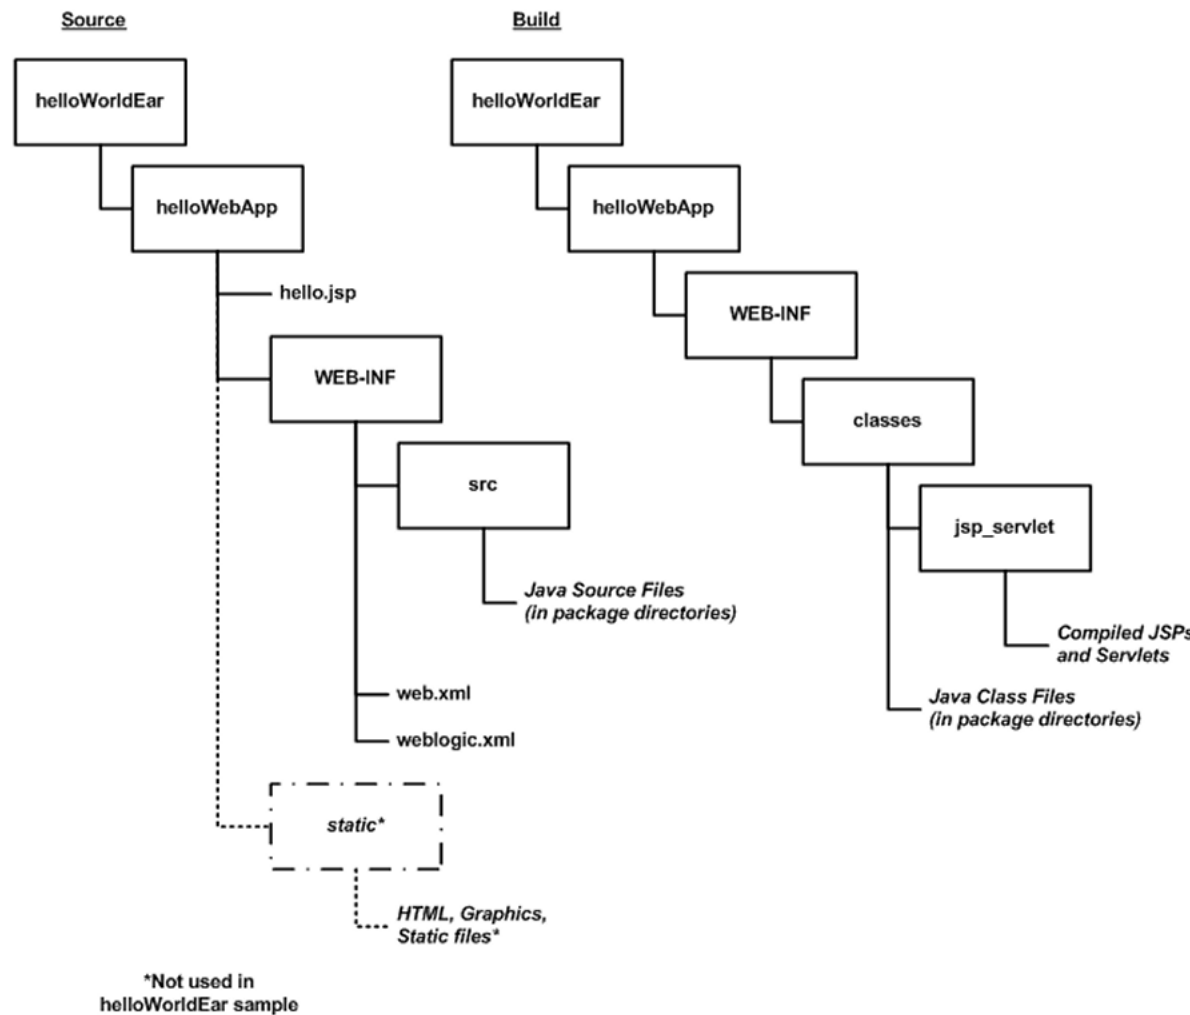 Source
helloWorldEar
helloWebApp
hello.jsp
WEB-INF
src
Java Source Files
(in package directories)
web.xml
weblogic.xml
static*
HTML, Graphics,
Static files*
*Not used in
helloWorldEar sample
Build
helloWorldEar
helloWebApp
WEB-INF
classes
jsp_servlet
Compiled JSPs
and Servlets
Java Class Files
(in package directories)